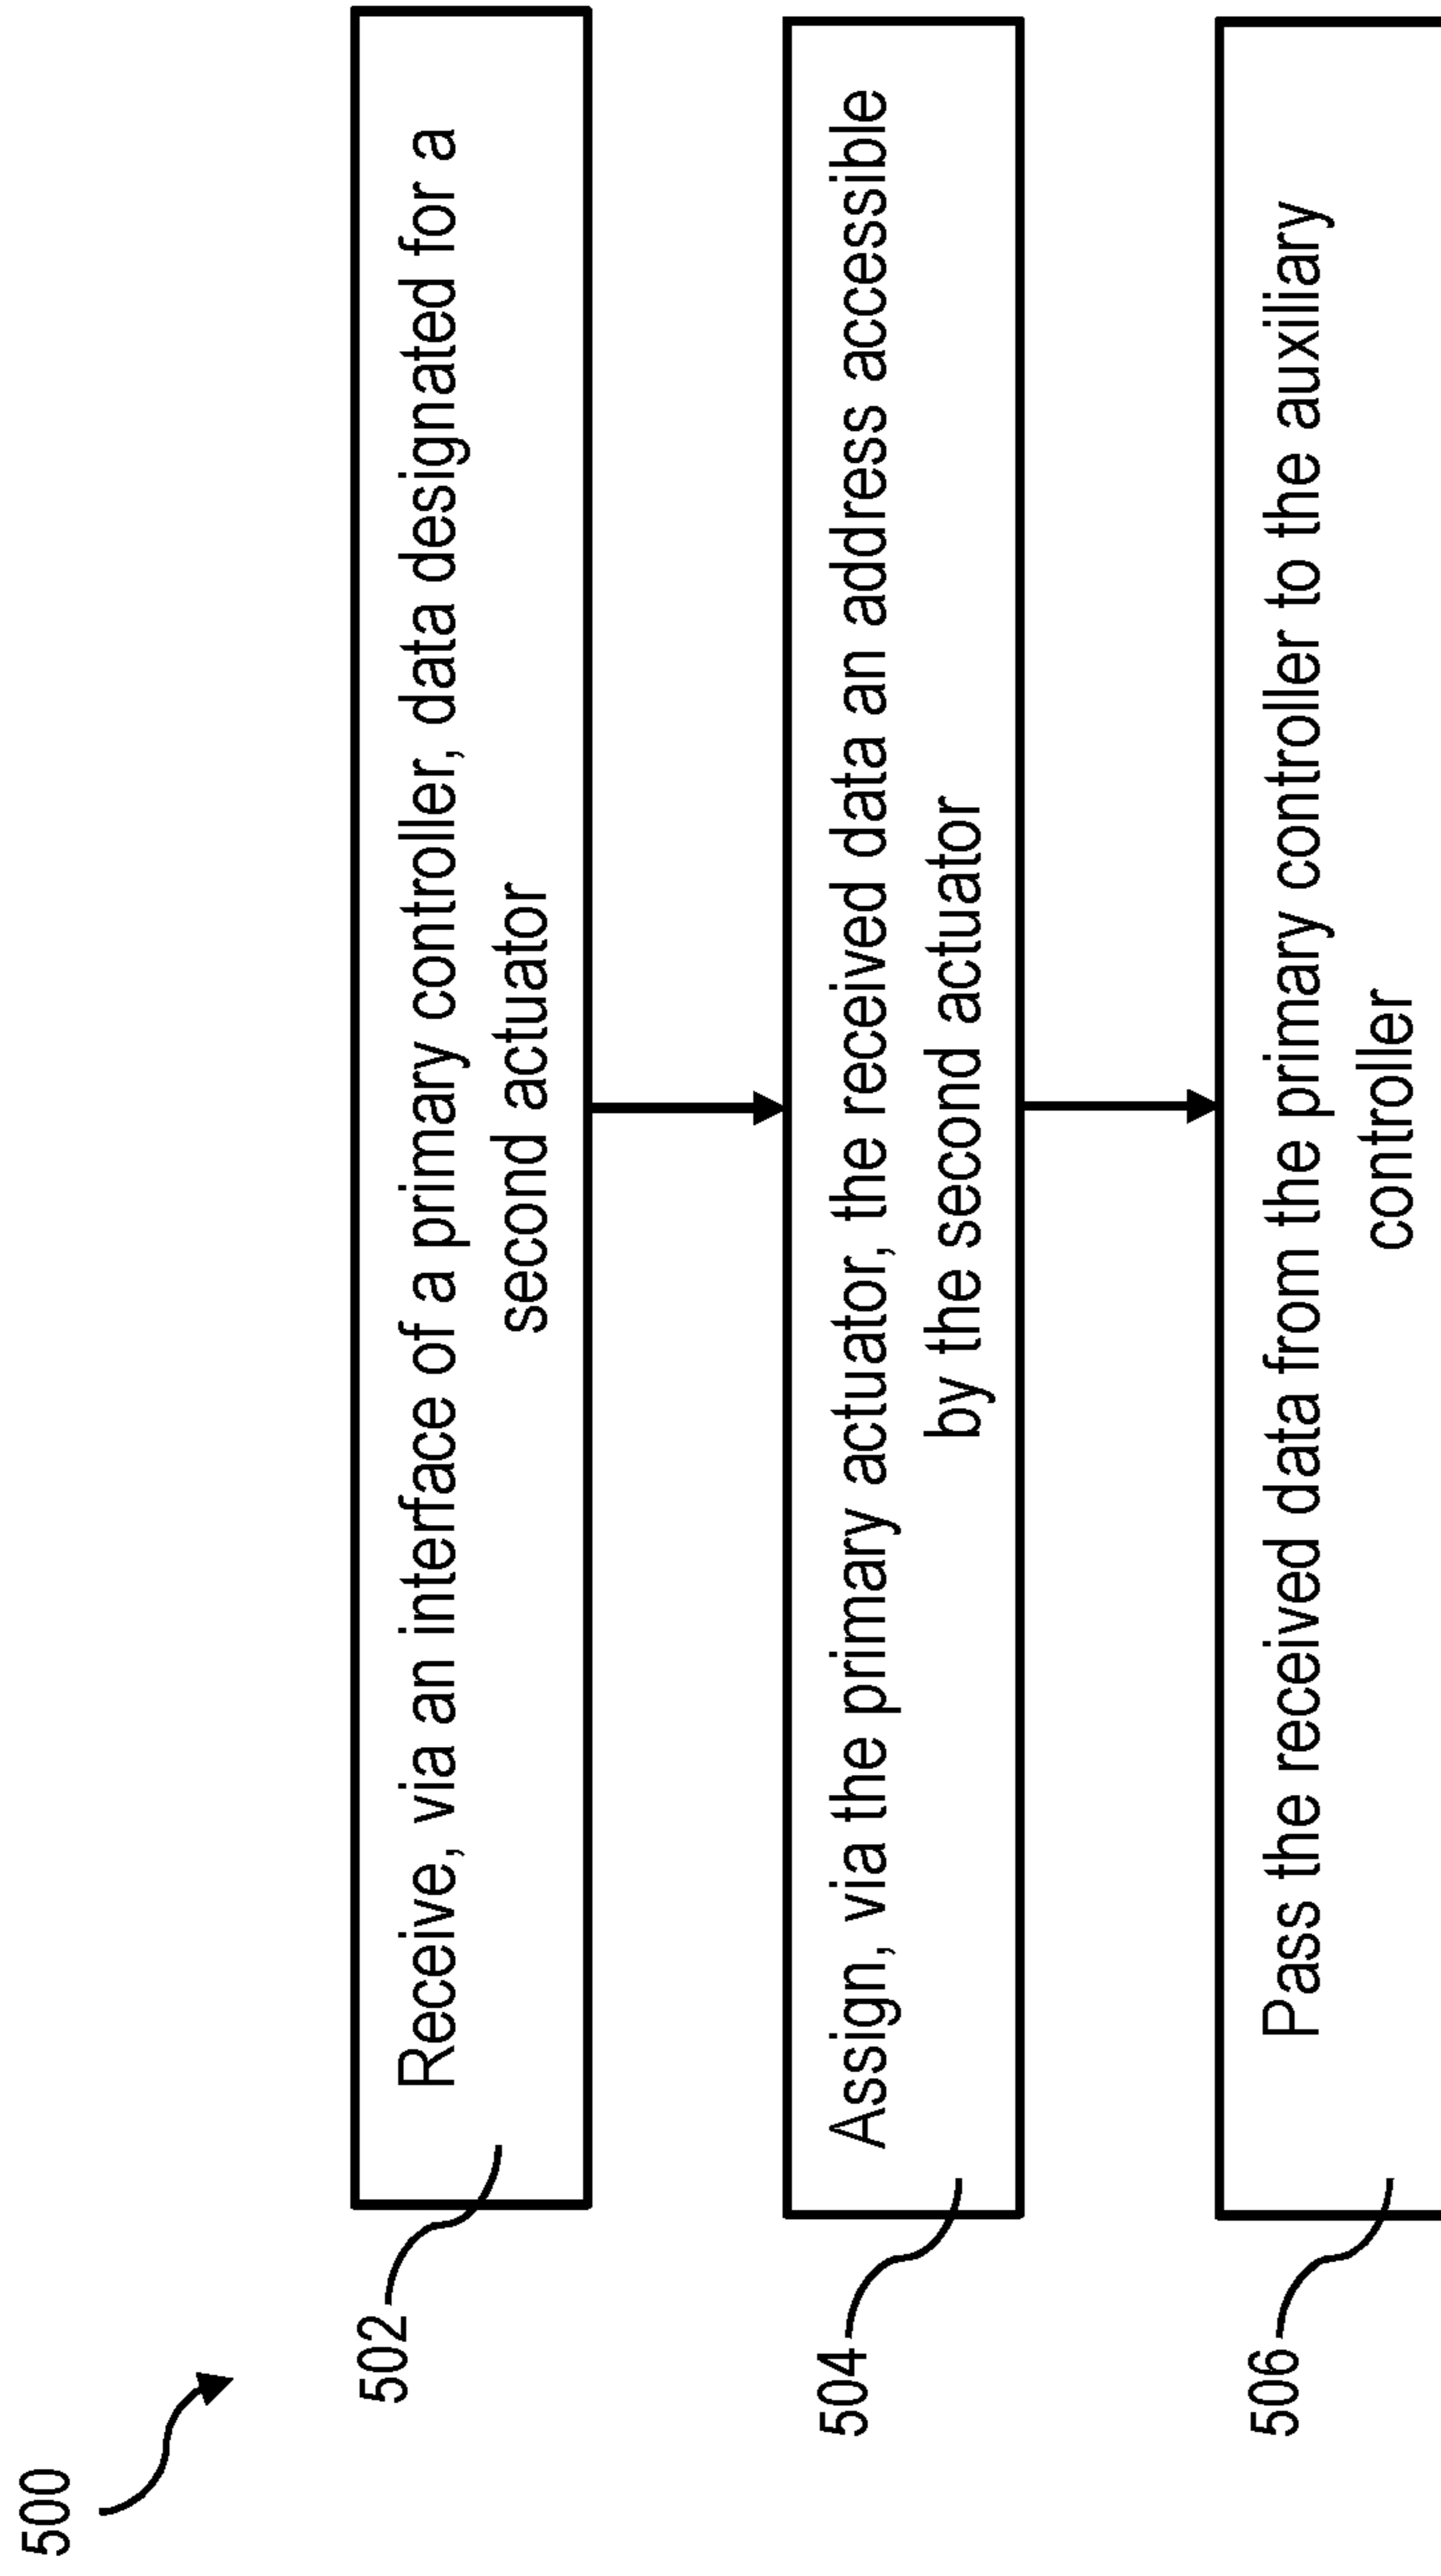 500
502
Receive, via an interface of a primary controller, data designated for a
second actuator
504
Assign, via the primary actuator, the received data an address accessible
by the second actuator
506
Pass the received data from the primary controller to the auxiliary
controller